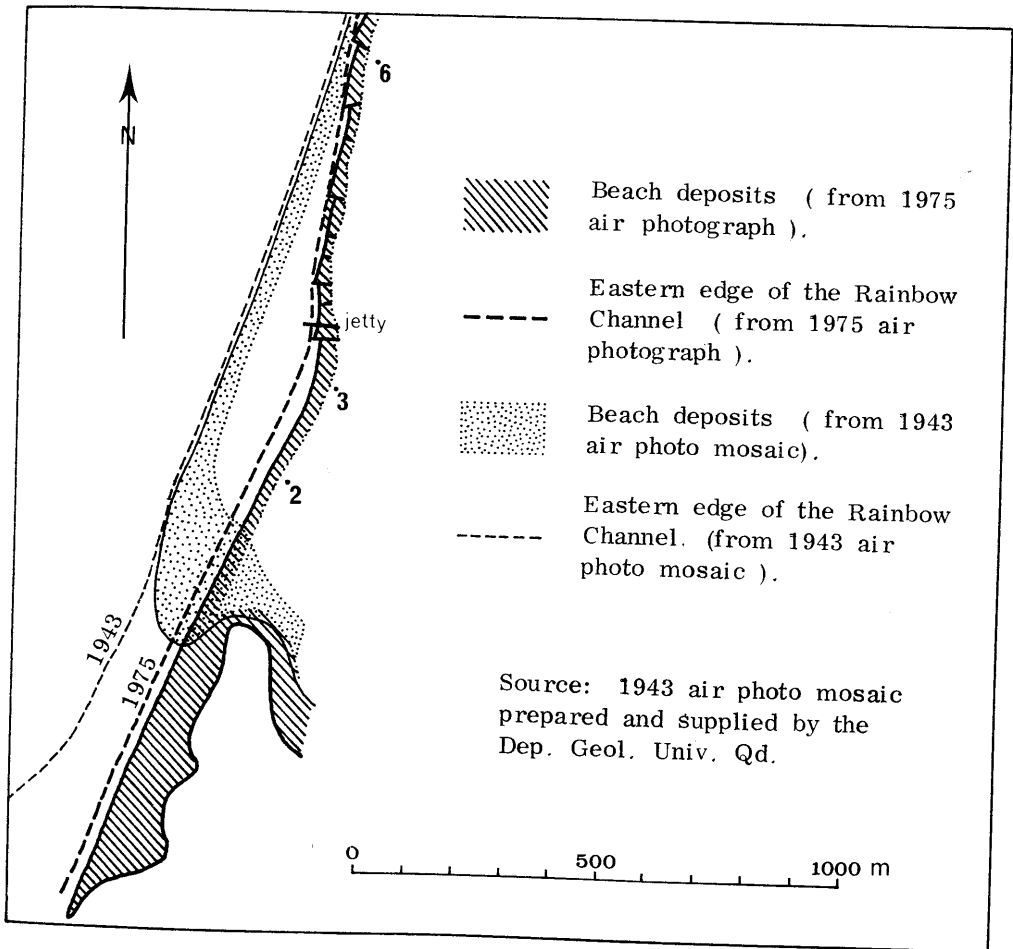 6
N
Beach deposits ( from 1975
air photograph ).
Eastern edge of the Rainbow
Channel ( from 1975 air
photograph ).
jetty
3
Beach deposits ( from 1943
air photo mosaic).
2
Eastern edge of the Rainbow
Channel. (from 1943 air
photo mosaic ).
1943
1975
Source: 1943 air photo mosaic
prepared and supplied by the
Dep. Geol. Univ. Qd.
0 500 1000 m